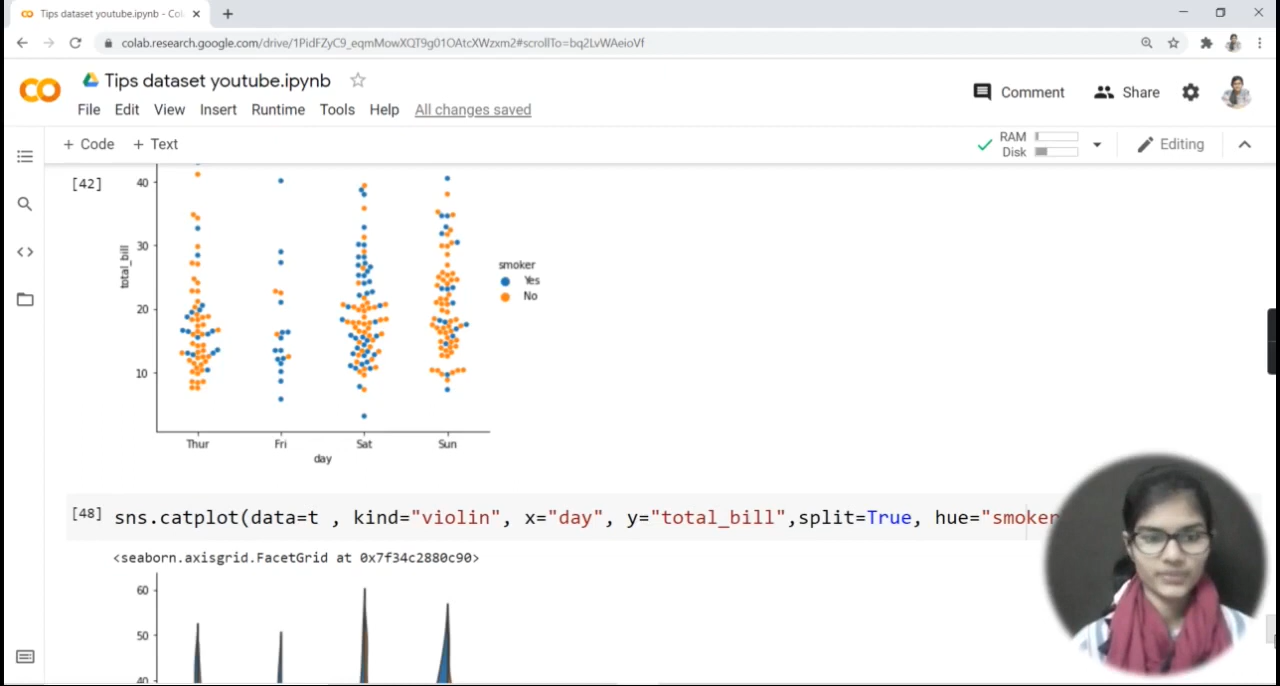 Tips dataset youtube.ipynb - Col
colab.research.google.com/drive/1PidFZyC9_eqmMowXQT9g01OAtcXWzxm2#scrollTo=bq2LvWAeioVf
Tips dataset youtube.ipynb
Comment
Share
File Edit View Insert Runtime Tools Help All changes saved
+ Code + Text
RAM
Disk
Editing
[42]
40
30
20
10
total_bill
smoker
Yes
No
Thur Fri Sat Sun
day
[48] sns.catplot(data=t , kind="violin", x="day", y="total_bill",split=True, hue="smoker
<seaborn.axisgrid.FacetGrid at 0x7f34c2880c90>
60
50
40